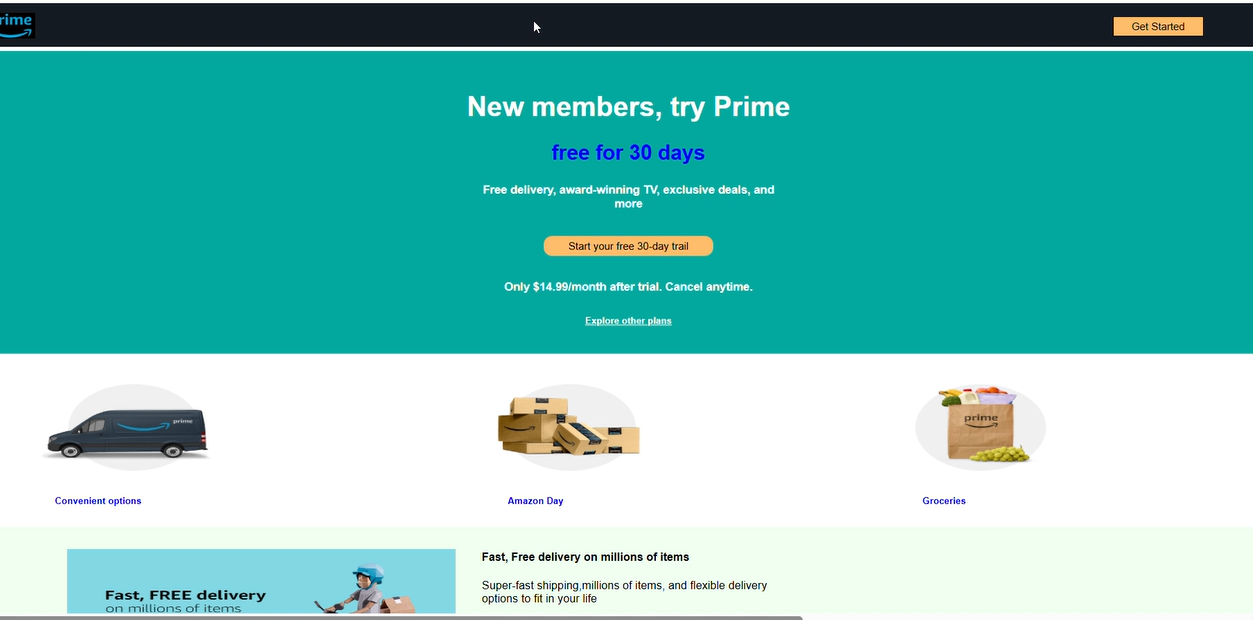 rime
Get Started
New members, try Prime
free for 30 days
Free delivery, award-winning TV, exclusive deals, and
more
Start your free 30-day trail
Only $14.99/month after trial. Cancel anytime.
Explore other plans
prime
prime
Convenient options
Amazon Day
Groceries
Fast, Free delivery on millions of items
Fast, FREE delivery
on millions of items
Super-fast shipping,millions of items, and flexible delivery
options to fit in your life